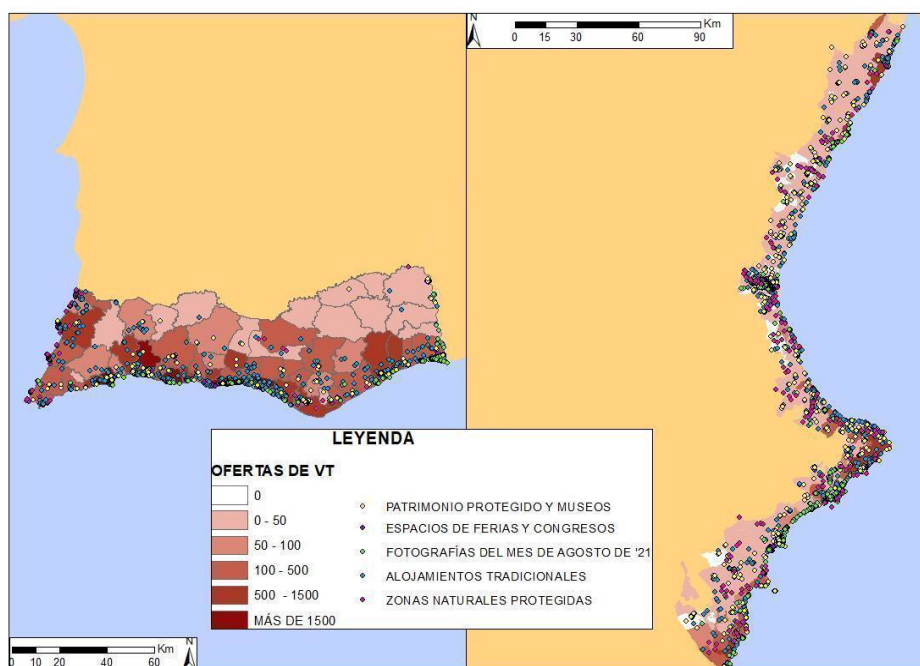 N
Km
0 15 30 60 90
LEYENDA
OFERTAS DE VT
0
0 - 50
50 - 100
100 - 500
500 - 1500
MÁS DE 1500
PATRIMONIO PROTEGIDO Y MUSEOS
ESPACIOS DE FERIAS Y CONGRESOS
FOTOGRAFÍAS DEL MES DE AGOSTO DE '21
ALOJAMIENTOS TRADICIONALES
ZONAS NATURALES PROTEGIDAS
Km
0 10 20 40 60
N